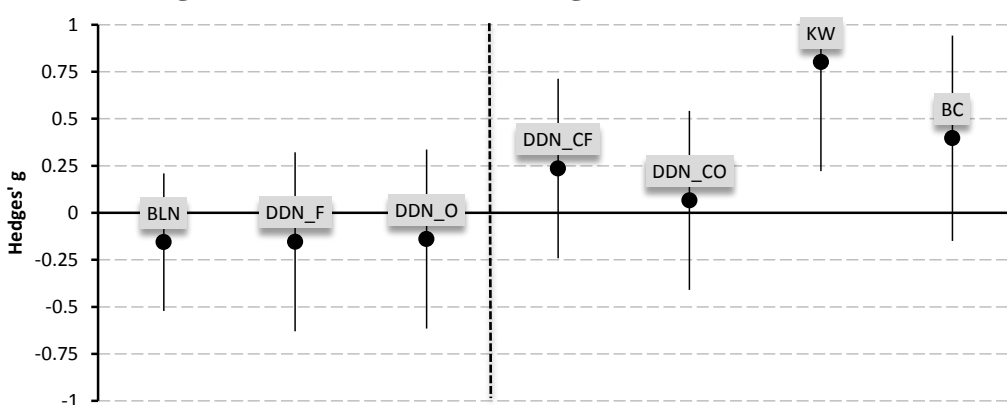 1
0.75
0.5
0.25
0
-0.25
-0.5
-0.75
-1
Hedges' g
BLN
DDN_F
DDN_O
DDN_CF
DDN_CO
KW
BC